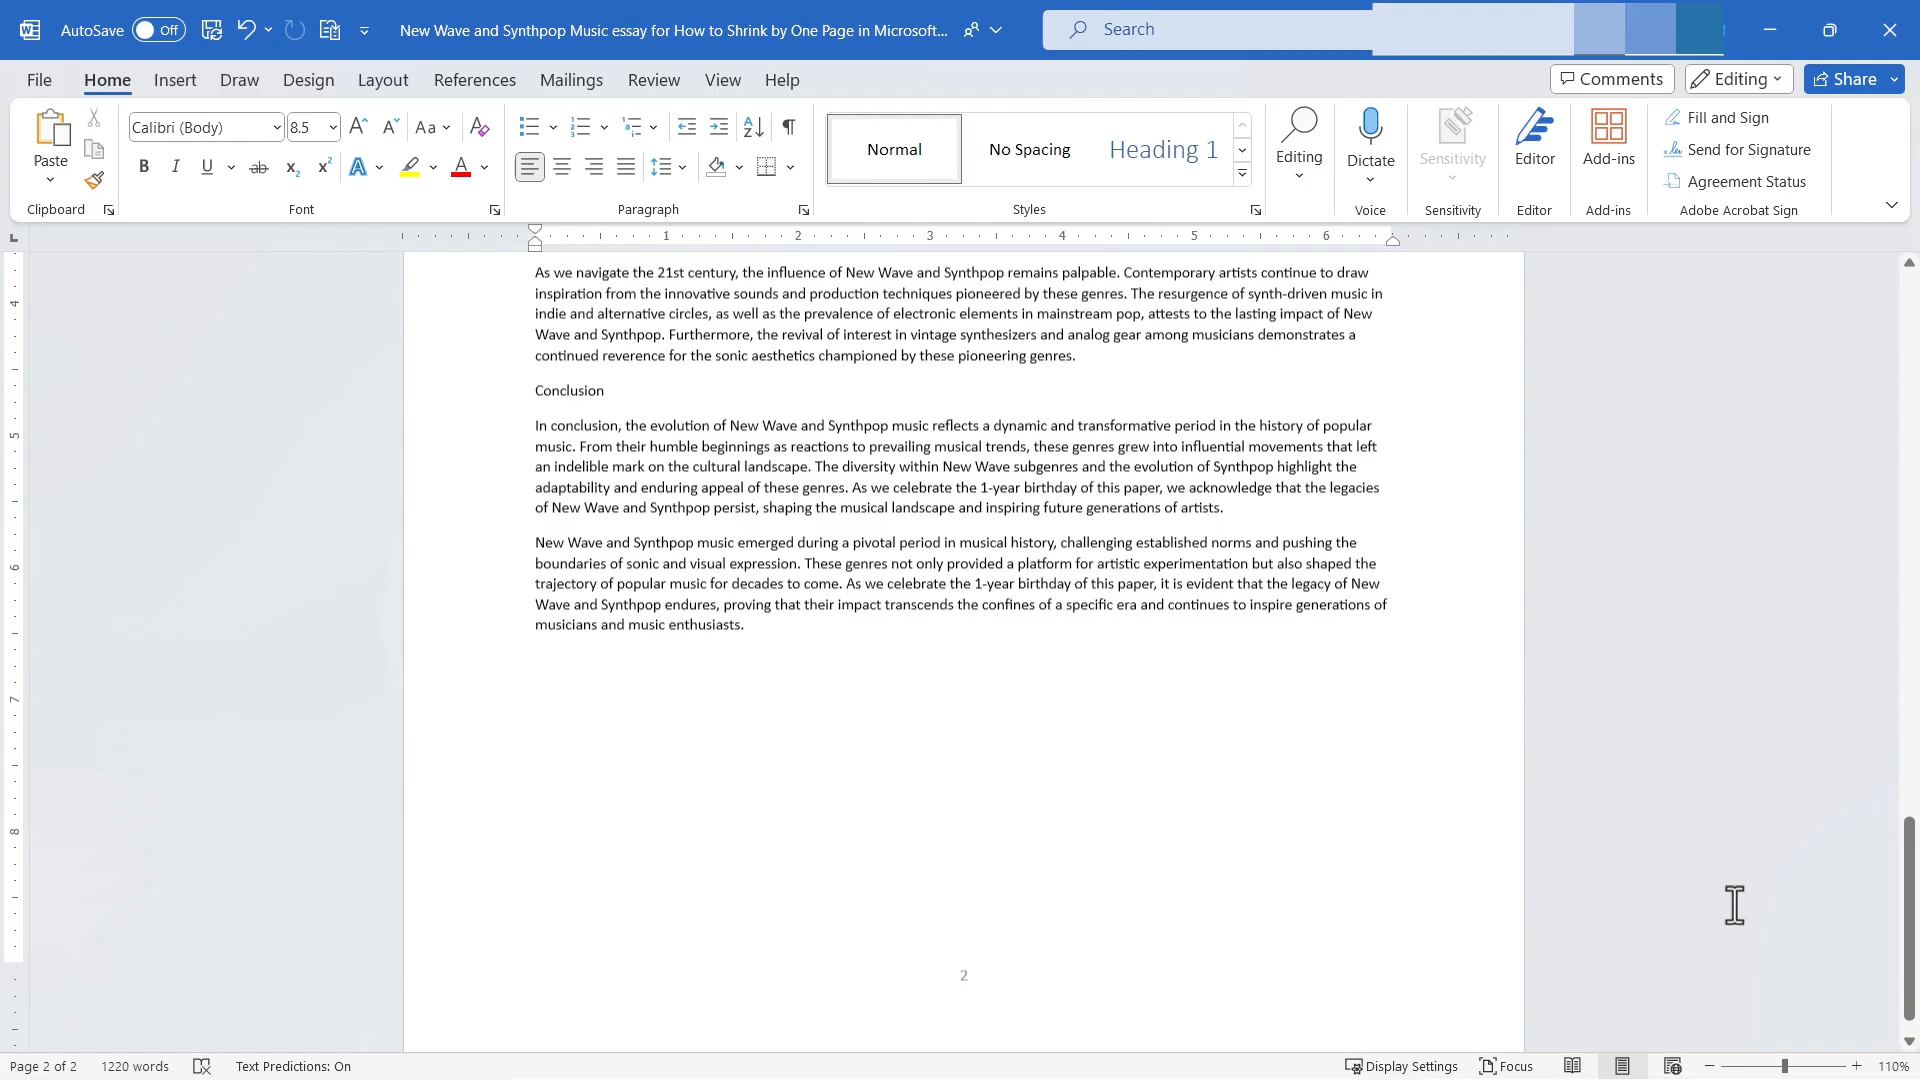 AutoSave Off New Wave and Synthpop Music essay for How to Shrink by One Page in Microsoft... Search
File Home Insert Draw Design Layout References Mailings Review View Help Comments Editing Share
Paste Calibri (Body) 8.5 Aa Normal No Spacing Heading 1 Editing Dictate Sensitivity Editor Add-ins Fill and Sign
Send for Signature
Agreement Status
Clipboard Font Paragraph Styles Voice Sensitivity Editor Add-ins Adobe Acrobat Sign
1 2 3 4 5 6
As we navigate the 21st century, the influence of New Wave and Synthpop remains palpable. Contemporary artists continue to draw
inspiration from the innovative sounds and production techniques pioneered by these genres. The resurgence of synth-driven music in
indie and alternative circles, as well as the prevalence of electronic elements in mainstream pop, attests to the lasting impact of New
Wave and Synthpop. Furthermore, the revival of interest in vintage synthesizers and analog gear among musicians demonstrates a
continued reverence for the sonic aesthetics championed by these pioneering genres.
Conclusion
In conclusion, the evolution of New Wave and Synthpop music reflects a dynamic and transformative period in the history of popular
music. From their humble beginnings as reactions to prevailing musical trends, these genres grew into influential movements that left
an indelible mark on the cultural landscape. The diversity within New Wave subgenres and the evolution of Synthpop highlight the
adaptability and enduring appeal of these genres. As we celebrate the 1-year birthday of this paper, we acknowledge that the legacies
of New Wave and Synthpop persist, shaping the musical landscape and inspiring future generations of artists.
New Wave and Synthpop music emerged during a pivotal period in musical history, challenging established norms and pushing the
boundaries of sonic and visual expression. These genres not only provided a platform for artistic experimentation but also shaped the
trajectory of popular music for decades to come. As we celebrate the 1-year birthday of this paper, it is evident that the legacy of New
Wave and Synthpop endures, proving that their impact transcends the confines of a specific era and continues to inspire generations of
musicians and music enthusiasts.
2
4
5
6
7
8
Page 2 of 2 1220 words Text Predictions: On Display Settings Focus 110%